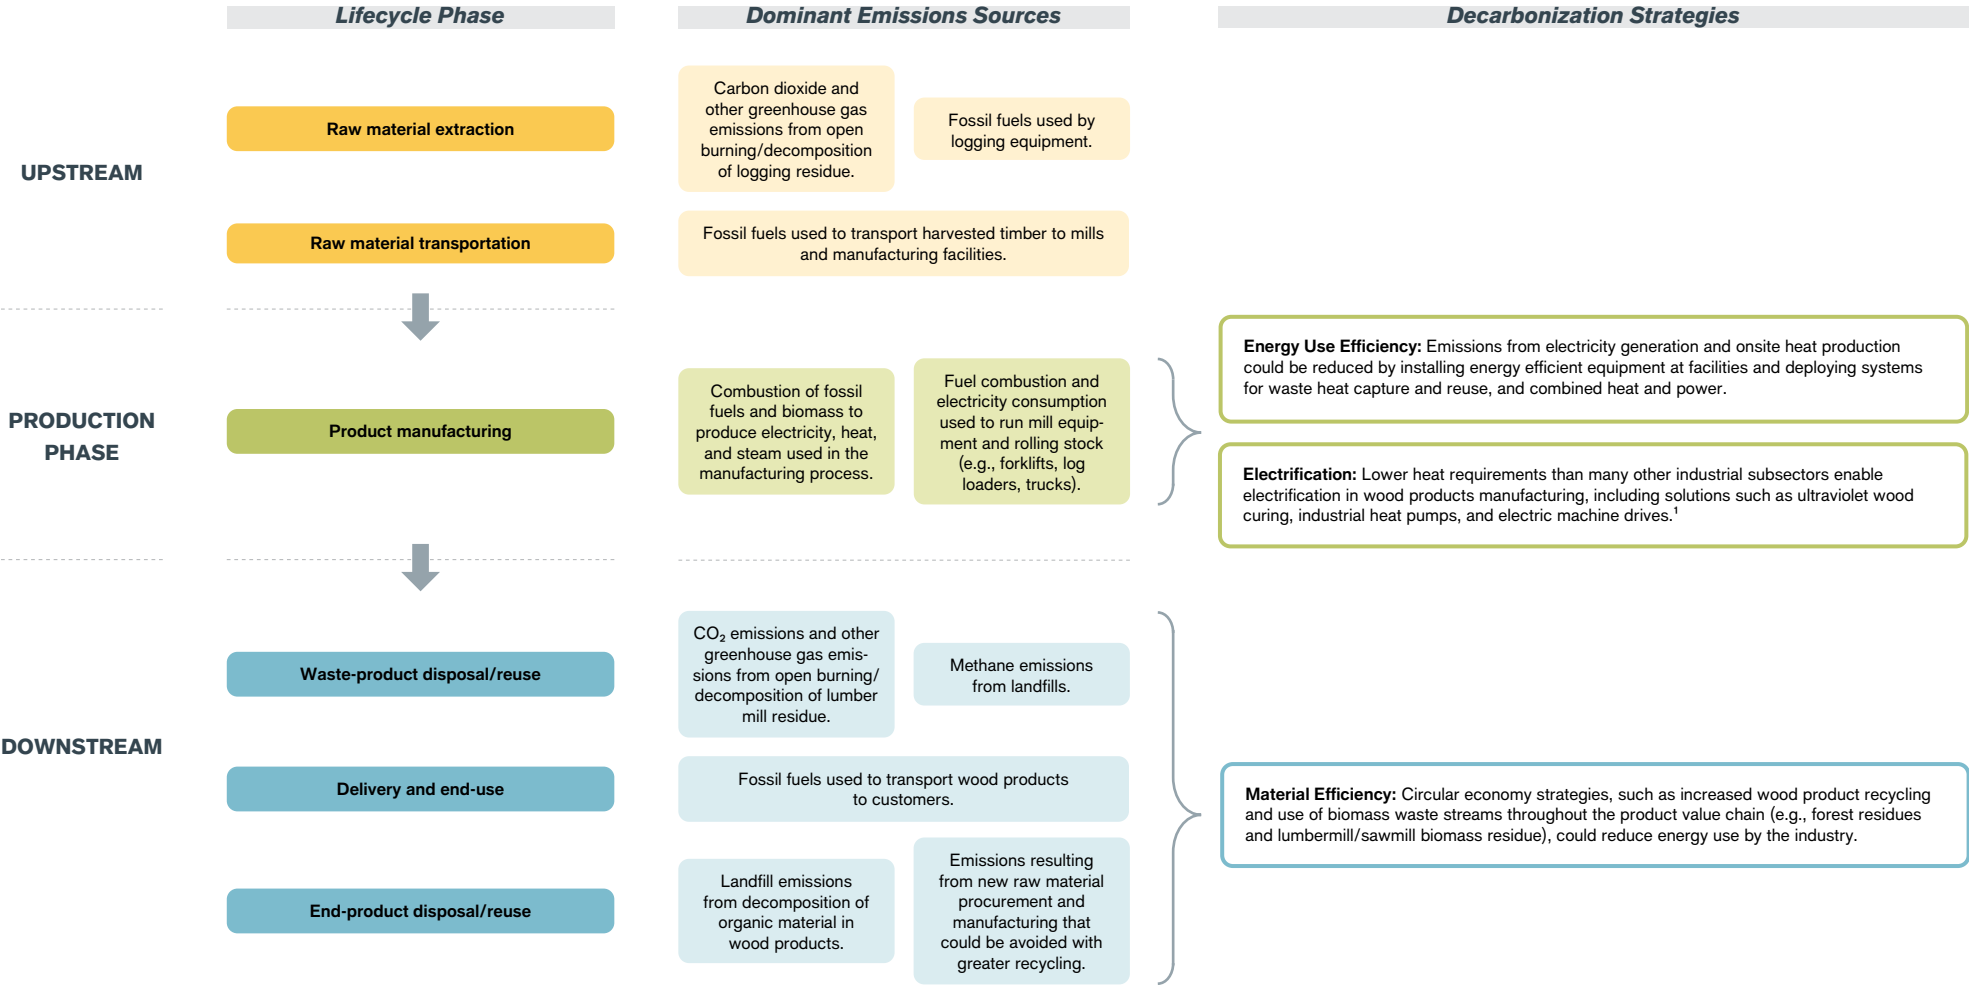 Lifecycle Phase
Dominant Emissions Sources
Decarbonization Strategies
UPSTREAM
Raw material extraction
Carbon dioxide and
other greenhouse gas
emissions from open
burning/decomposition
of logging residue.
Fossil fuels used by
logging equipment.
Raw material transportation
Fossil fuels used to transport harvested timber to mills
and manufacturing facilities.
PRODUCTION
PHASE
Product manufacturing
Combustion of fossil
fuels and biomass to
produce electricity, heat,
and steam used in the
manufacturing process.
Fuel combustion and
electricity consumption
used to run mill equip-
ment and rolling stock
(e.g., forklifts, log
loaders, trucks).
Energy Use Efficiency: Emissions from electricity generation and onsite heat production
could be reduced by installing energy efficient equipment at facilities and deploying systems
for waste heat capture and reuse, and combined heat and power.
Electrification: Lower heat requirements than many other industrial subsectors enable
electrification in wood products manufacturing, including solutions such as ultraviolet wood
curing, industrial heat pumps, and electric machine drives.¹
DOWNSTREAM
Waste-product disposal/reuse
CO₂ emissions and other
greenhouse gas emis-
sions from open burning/
decomposition of lumber
mill residue.
Methane emissions
from landfills.
Delivery and end-use
Fossil fuels used to transport wood products
to customers.
End-product disposal/reuse
Landfill emissions
from decomposition of
organic material in
wood products.
Emissions resulting
from new raw material
procurement and
manufacturing that
could be avoided with
greater recycling.
Material Efficiency: Circular economy strategies, such as increased wood product recycling
and use of biomass waste streams throughout the product value chain (e.g., forest residues
and lumbermill/sawmill biomass residue), could reduce energy use by the industry.